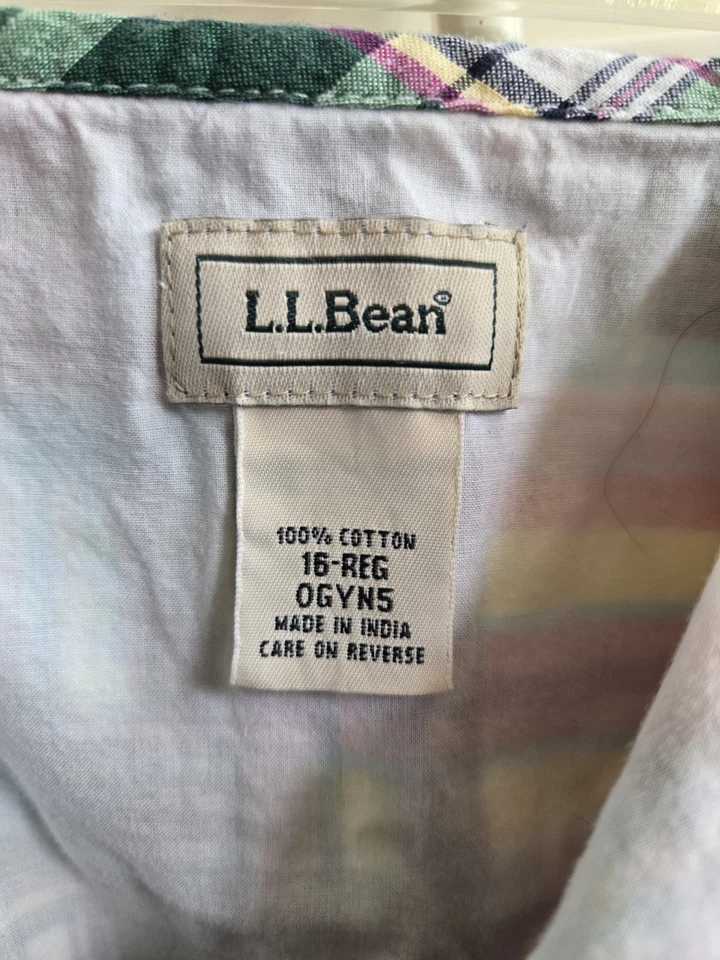 L.L.Bean®
100% COTTON
16-REG
0GYN5
MADE IN INDIA
CARE ON REVERSE